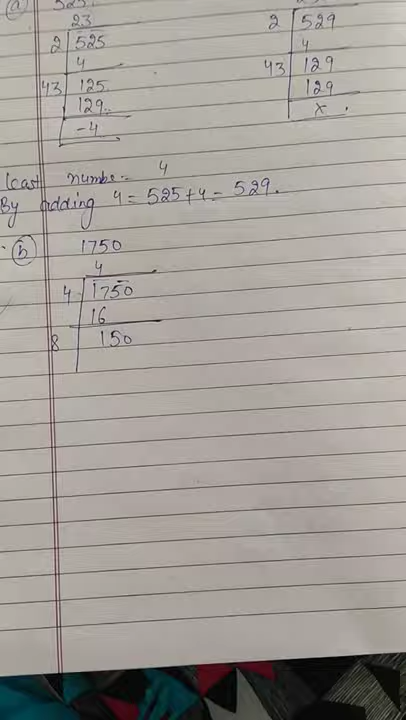 (a) 525.
23
2 525 2 529
4 4
43 125 43 129
129.. 129
-4 x.
least number = 4
By adding 4 = 525 + 4 = 529.
(b) 1750
4
4 1750
16
8 150